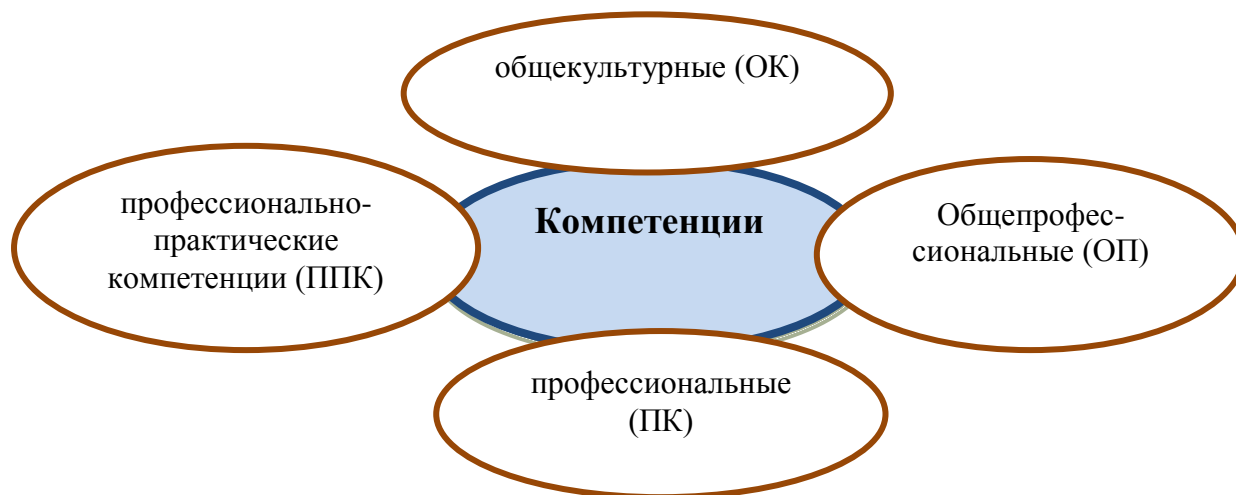 общекультурные (ОК)
профессионально-
практические
компетенции (ППК)
Компетенции
Общепрофес-
сиональные (ОП)
профессиональные
(ПК)